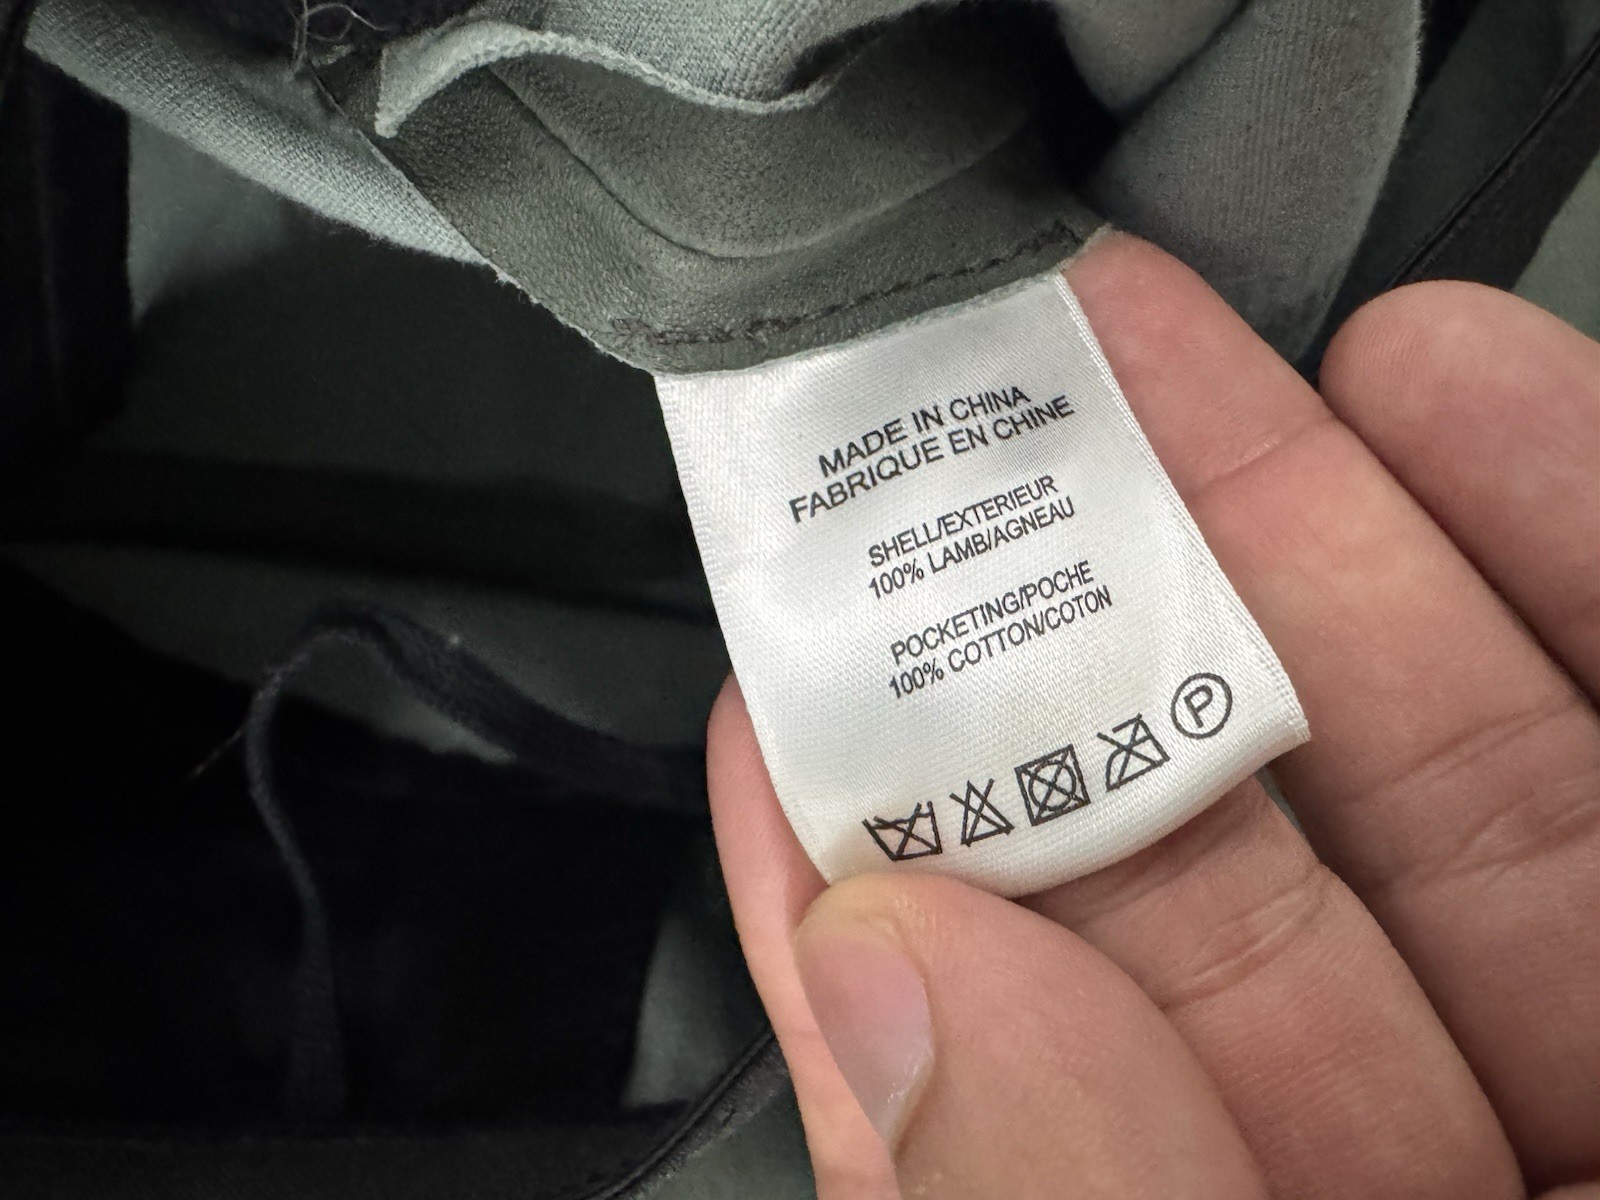 MADE IN CHINA
FABRIQUE EN CHINE
SHELL/EXTERIEUR
100% LAMB/AGNEAU
POCKETING/POCHE
100% COTTON/COTON
P